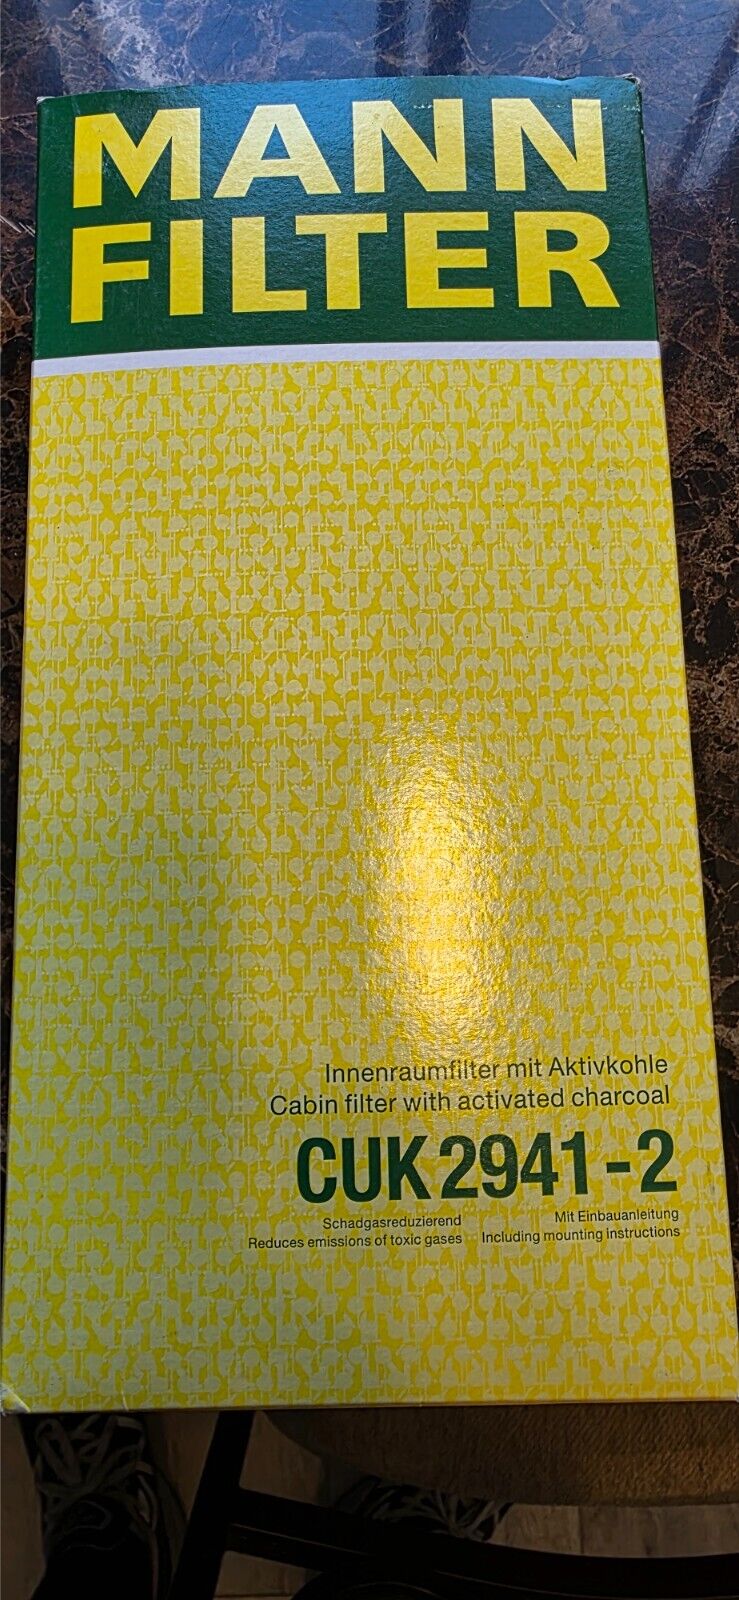 MANN
FILTER
Innenraumfilter mit Aktivkohle
Cabin filter with activated charcoal
CUK 2941-2
Schadgasreduzierend
Reduces emissions of toxic gases
Mit Einbauanleitung
Including mounting instructions